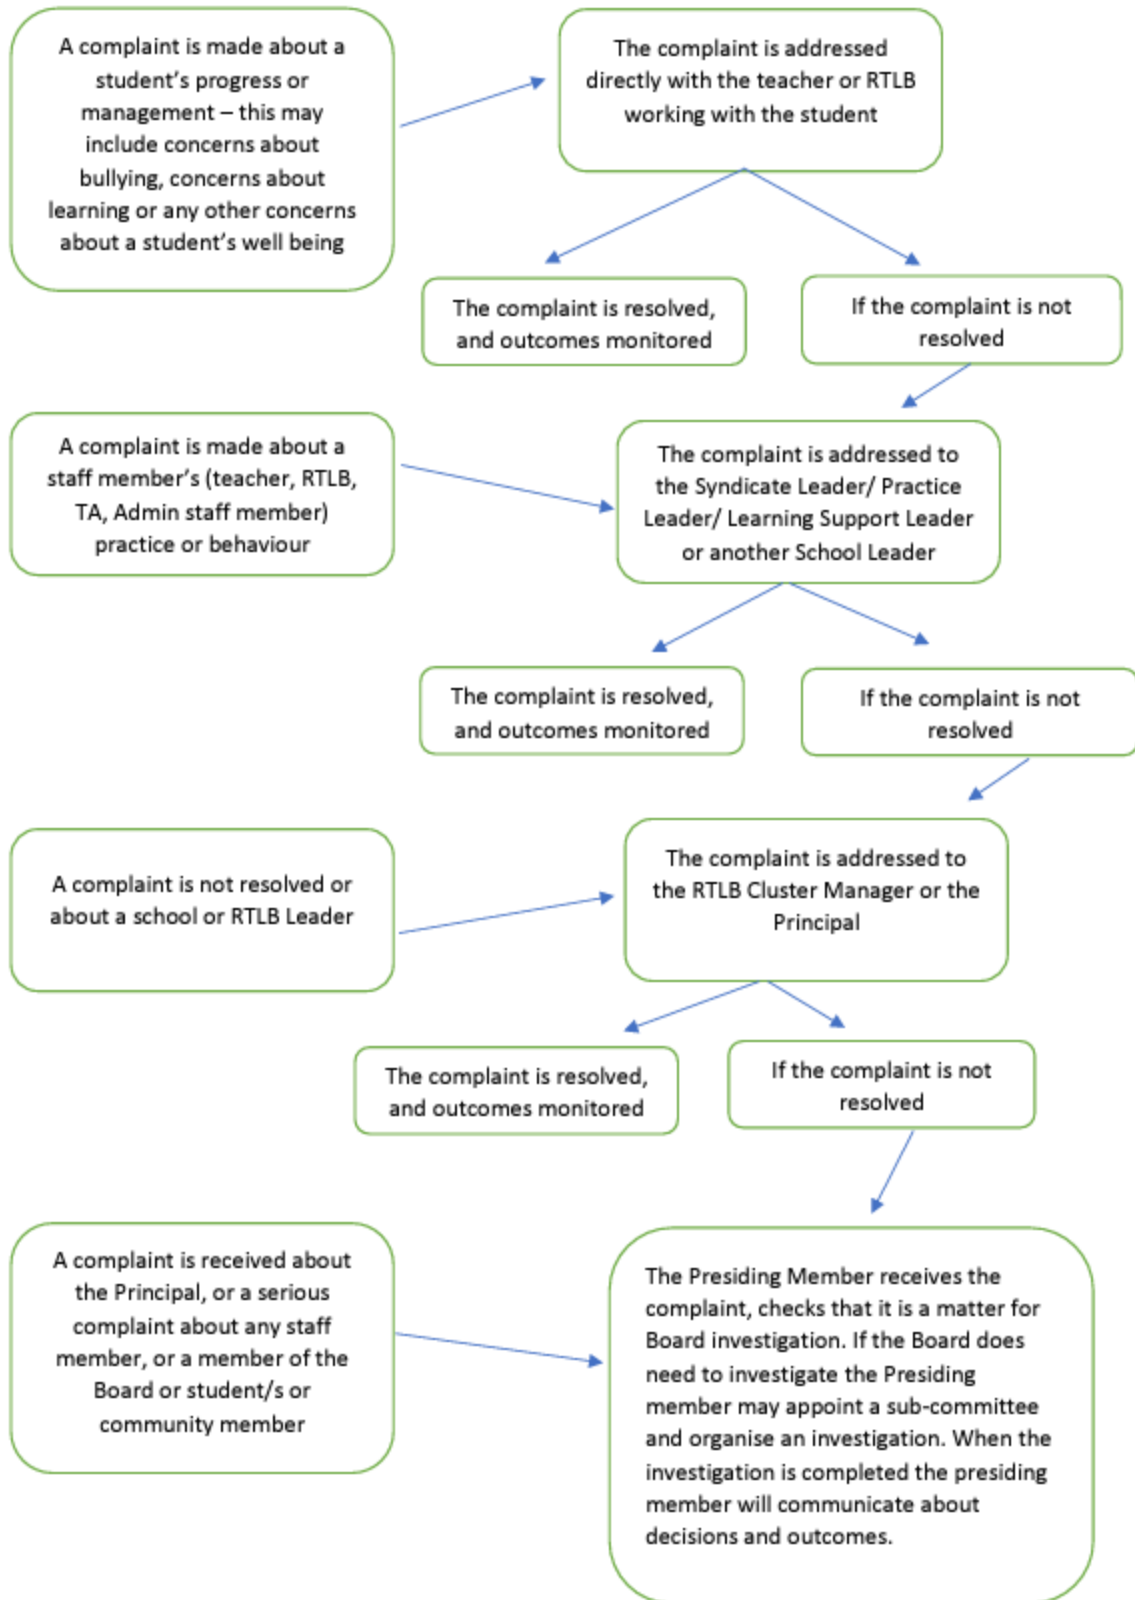 A complaint is made about a
student's progress or
management – this may
include concerns about
bullying, concerns about
learning or any other concerns
about a student's well being
The complaint is addressed
directly with the teacher or RTLB
working with the student
The complaint is resolved,
and outcomes monitored
If the complaint is not
resolved
A complaint is made about a
staff member's (teacher, RTLB,
TA, Admin staff member)
practice or behaviour
The complaint is addressed to
the Syndicate Leader/ Practice
Leader/ Learning Support Leader
or another School Leader
The complaint is resolved,
and outcomes monitored
If the complaint is not
resolved
A complaint is not resolved or
about a school or RTLB Leader
The complaint is addressed to
the RTLB Cluster Manager or the
Principal
The complaint is resolved,
and outcomes monitored
If the complaint is not
resolved
A complaint is received about
the Principal, or a serious
complaint about any staff
member, or a member of the
Board or student/s or
community member
The Presiding Member receives the
complaint, checks that it is a matter for
Board investigation. If the Board does
need to investigate the Presiding
member may appoint a sub-committee
and organise an investigation. When the
investigation is completed the presiding
member will communicate about
decisions and outcomes.